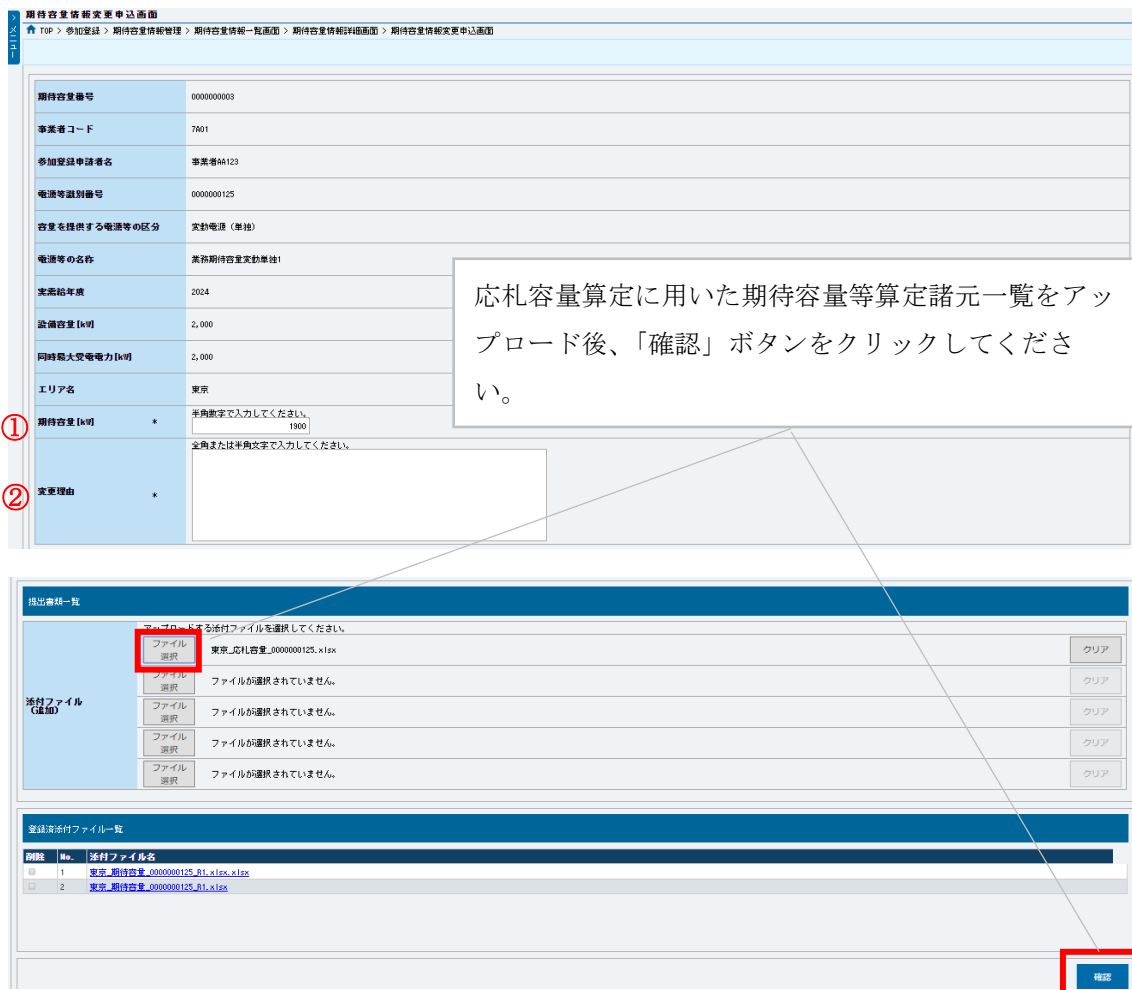 期待容量情報変更申込画面
>
メニュー
TOP > 参加登録 > 期待容量情報管理 > 期待容量情報一覧画面 > 期待容量情報詳細画面 > 期待容量情報変更申込画面
期待容量番号 0000000003
事業者コード 7A01
参加登録申請者名 事業者AA123
電源等識別番号 0000000125
容量を提供する電源等の区分 変動電源（単独）
電源等の名称 業務期待容量変動単独1
実需給年度 2024
設備容量[kW] 2,000
同時最大受電電力[kW] 2,000
エリア名 東京
応札容量算定に用いた期待容量等算定諸元一覧をアッ
プロード後、「確認」ボタンをクリックしてくださ
い。
① 期待容量[kW] * 半角数字で入力してください。
1900
全角または半角文字で入力してください。
② 変更理由 *
提出書類一覧
アップロードする添付ファイルを選択してください。
添付ファイル
(追加)
ファイル
選択
東京_応札容量_0000000125.xlsx クリア
ファイル
選択
ファイルが選択されていません。 クリア
ファイル
選択
ファイルが選択されていません。 クリア
ファイル
選択
ファイルが選択されていません。 クリア
ファイル
選択
ファイルが選択されていません。 クリア
登録済添付ファイル一覧
削除 No. 添付ファイル名
1 東京_期待容量_0000000125_R1.xlsx.xlsx
2 東京_期待容量_0000000125_R1.xlsx
確認